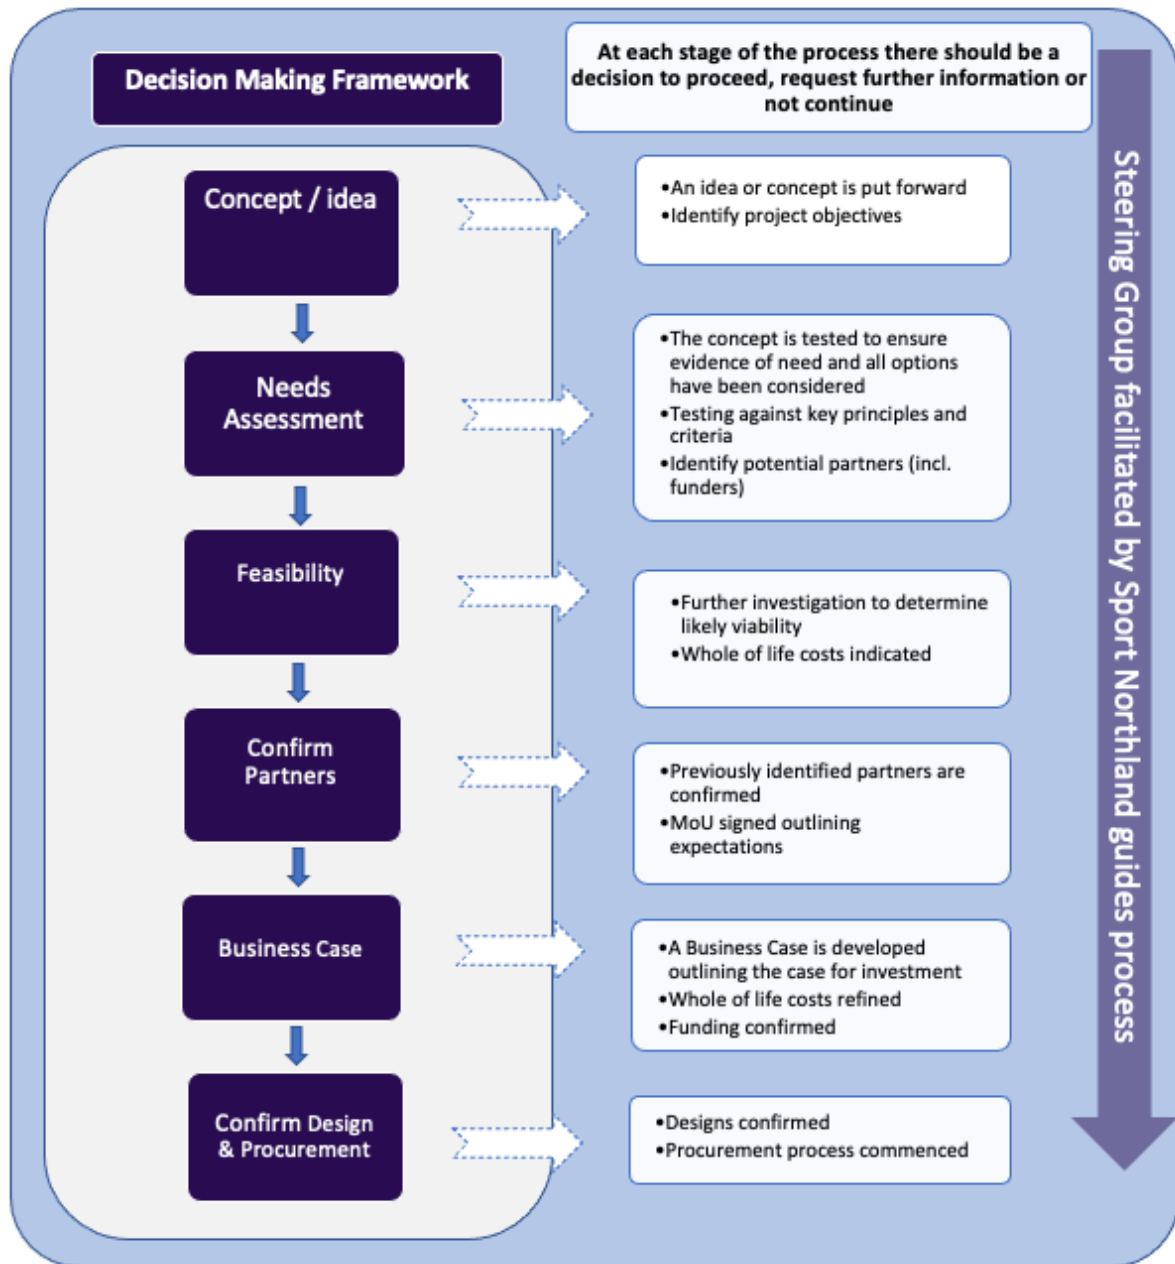 Decision Making Framework
At each stage of the process there should be a
decision to proceed, request further information or
not continue
Concept / idea
•An idea or concept is put forward
•Identify project objectives
Needs
Assessment
•The concept is tested to ensure
evidence of need and all options
have been considered
•Testing against key principles and
criteria
•Identify potential partners (incl.
funders)
Feasibility
•Further investigation to determine
likely viability
•Whole of life costs indicated
Confirm
Partners
•Previously identified partners are
confirmed
•MoU signed outlining
expectations
Business Case
•A Business Case is developed
outlining the case for investment
•Whole of life costs refined
•Funding confirmed
Confirm Design
& Procurement
•Designs confirmed
•Procurement process commenced
Steering Group facilitated by Sport Northland guides process